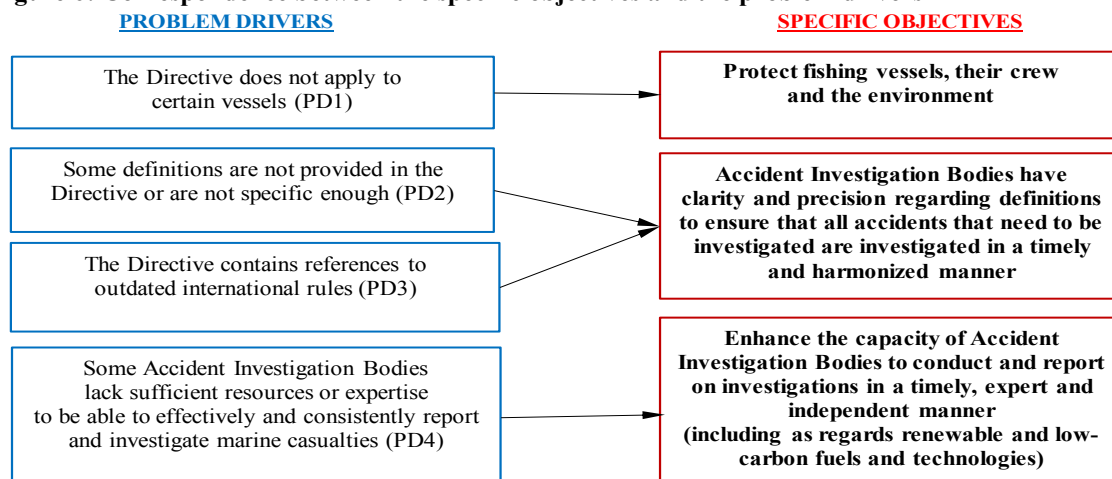 PROBLEM DRIVERS
SPECIFIC OBJECTIVES
The Directive does not apply to
certain vessels (PD1)
Protect fishing vessels, their crew
and the environment
Some definitions are not provided in the
Directive or are not specific enough (PD2)
Accident Investigation Bodies have
clarity and precision regarding definitions
to ensure that all accidents that need to be
investigated are investigated in a timely
and harmonized manner
The Directive contains references to
outdated international rules (PD3)
Some Accident Investigation Bodies
lack sufficient resources or expertise
to be able to effectively and consistently report
and investigate marine casualties (PD4)
Enhance the capacity of Accident
Investigation Bodies to conduct and report
on investigations in a timely, expert and
independent manner
(including as regards renewable and low-
carbon fuels and technologies)